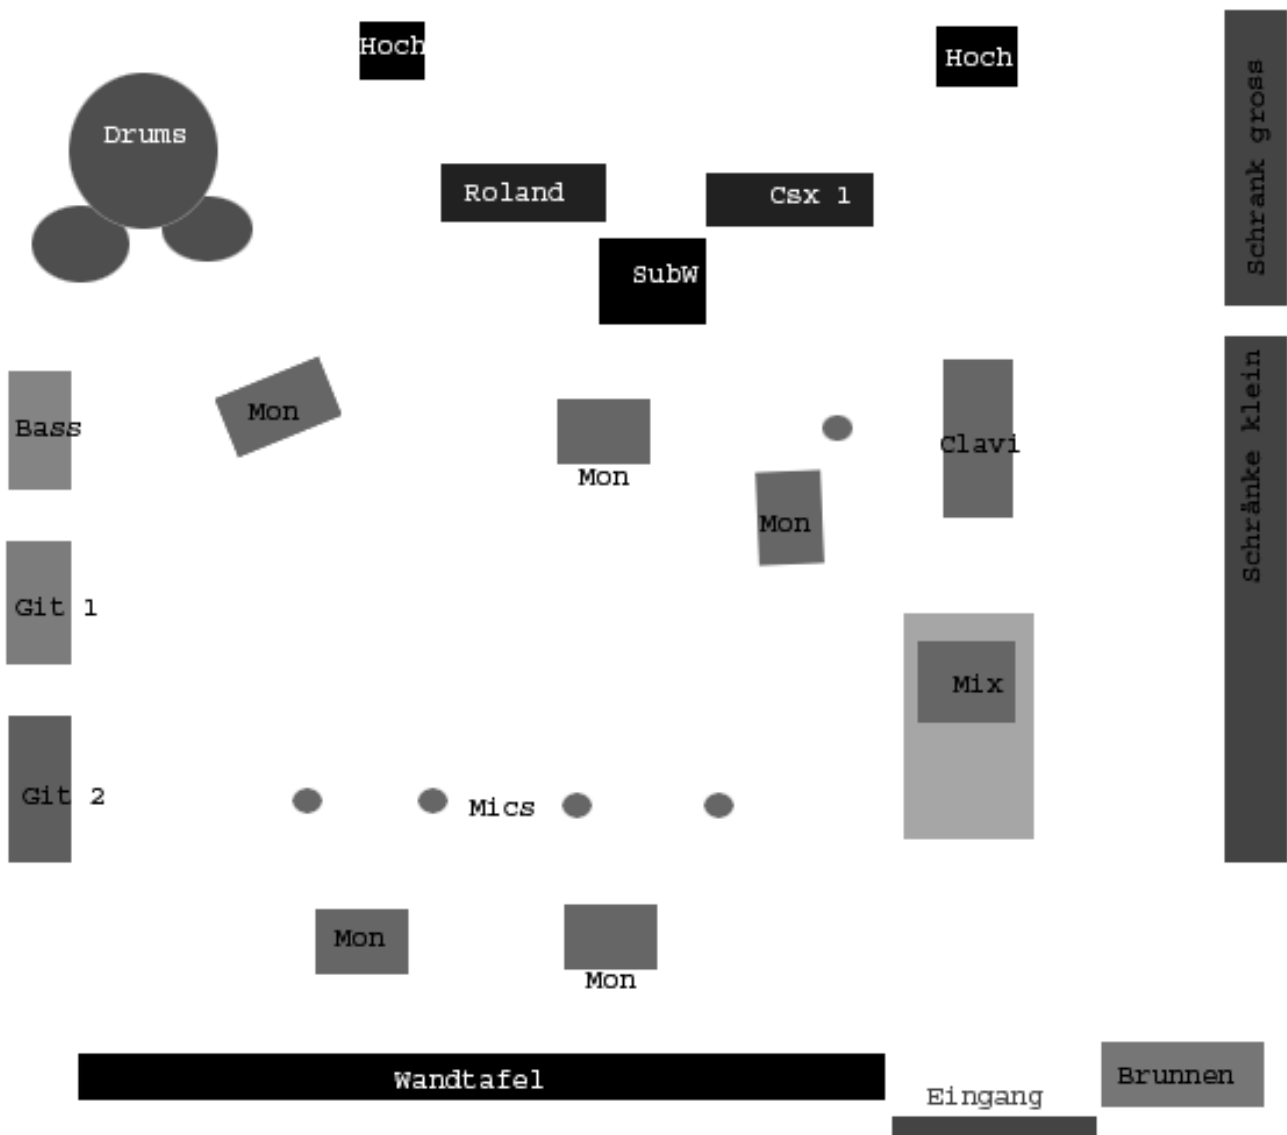 Hoch
Hoch
Drums
Roland
Csx 1
Schrank gross
SubW
Bass
Mon
Mon
Clavi
Schränke klein
Mon
Git 1
Mix
Git 2
Mics
Mon
Mon
Wandtafel
Eingang
Brunnen